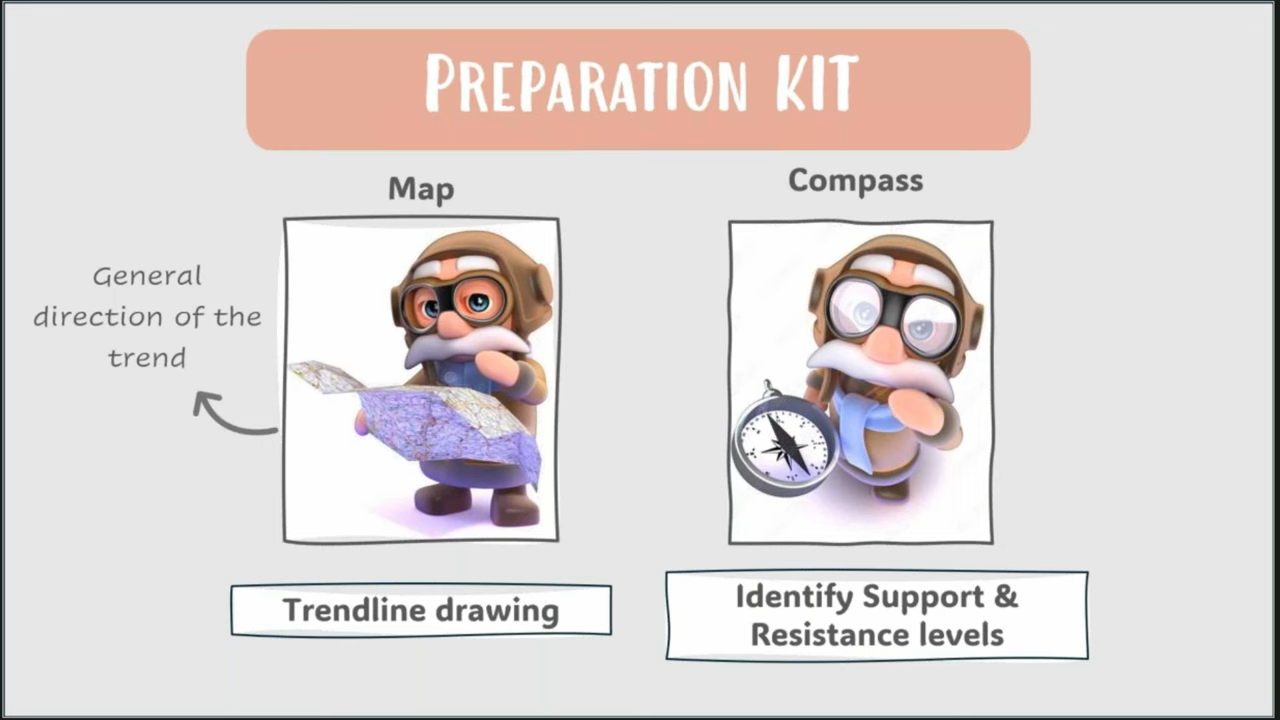 PREPARATION KIT
Map
Compass
General
direction of the
trend
Trendline drawing
Identify Support &
Resistance levels